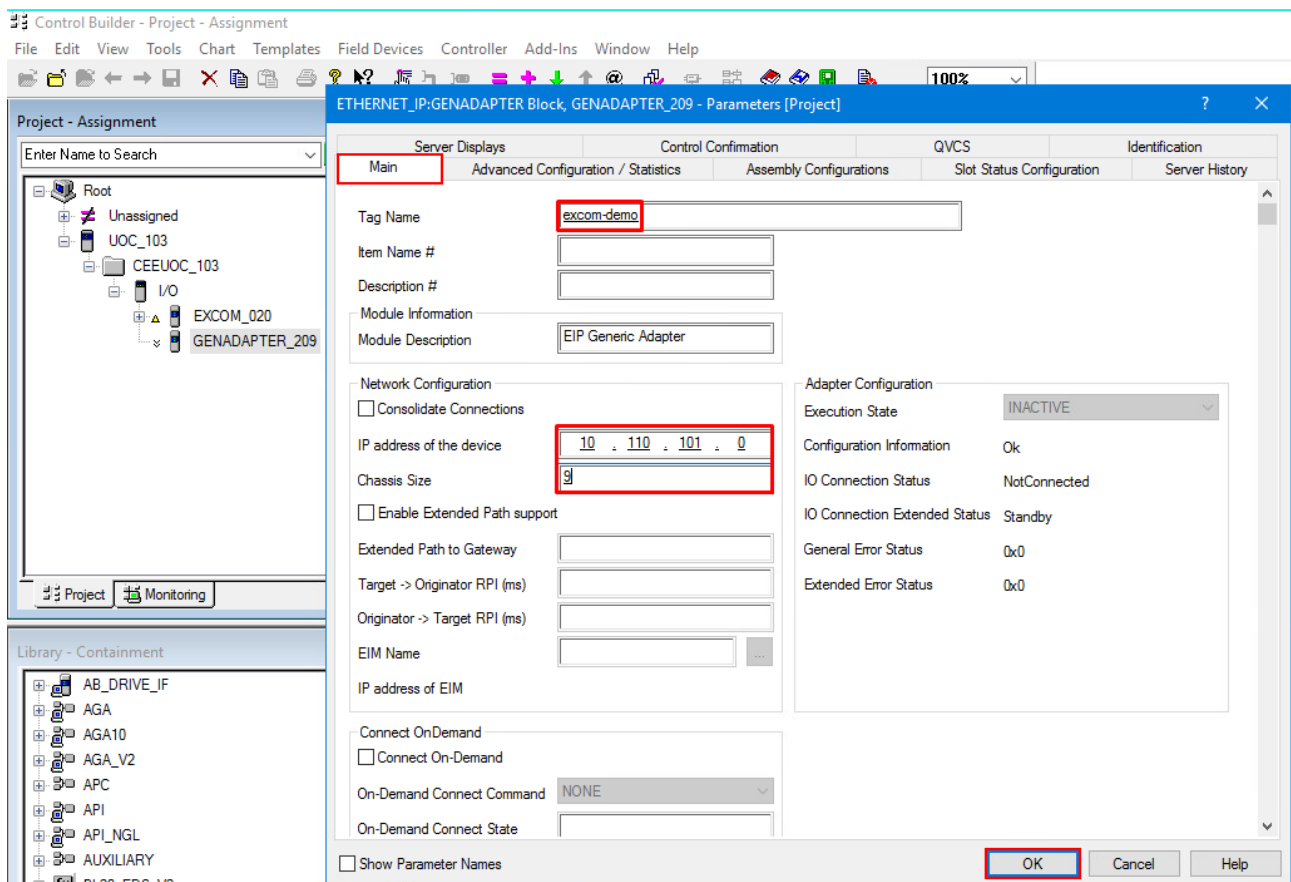 Control Builder - Project - Assignment
File Edit View Tools Chart Templates Field Devices Controller Add-Ins Window Help
100%
Project - Assignment
Enter Name to Search
Root
Unassigned
UOC_103
CEEUOC_103
I/O
EXCOM_020
GENADAPTER_209
Project Monitoring
Library - Containment
AB_DRIVE_IF
AGA
AGA10
AGA_V2
APC
API
API_NGL
AUXILIARY
ETHERNET_IP:GENADAPTER Block, GENADAPTER_209 - Parameters [Project] ?
Server Displays Control Confirmation QVCS Identification
Main Advanced Configuration / Statistics Assembly Configurations Slot Status Configuration Server History
Tag Name excom-demo
Item Name #
Description #
Module Information
Module Description EIP Generic Adapter
Network Configuration
Consolidate Connections
IP address of the device 10 . 110 . 101 . 0
Chassis Size 9
Enable Extended Path support
Extended Path to Gateway
Target -> Originator RPI (ms)
Originator -> Target RPI (ms)
EIM Name ...
IP address of EIM
Connect OnDemand
Connect On-Demand
On-Demand Connect Command NONE
On-Demand Connect State
Adapter Configuration
Execution State INACTIVE
Configuration Information Ok
IO Connection Status NotConnected
IO Connection Extended Status Standby
General Error Status 0x0
Extended Error Status 0x0
Show Parameter Names
OK Cancel Help